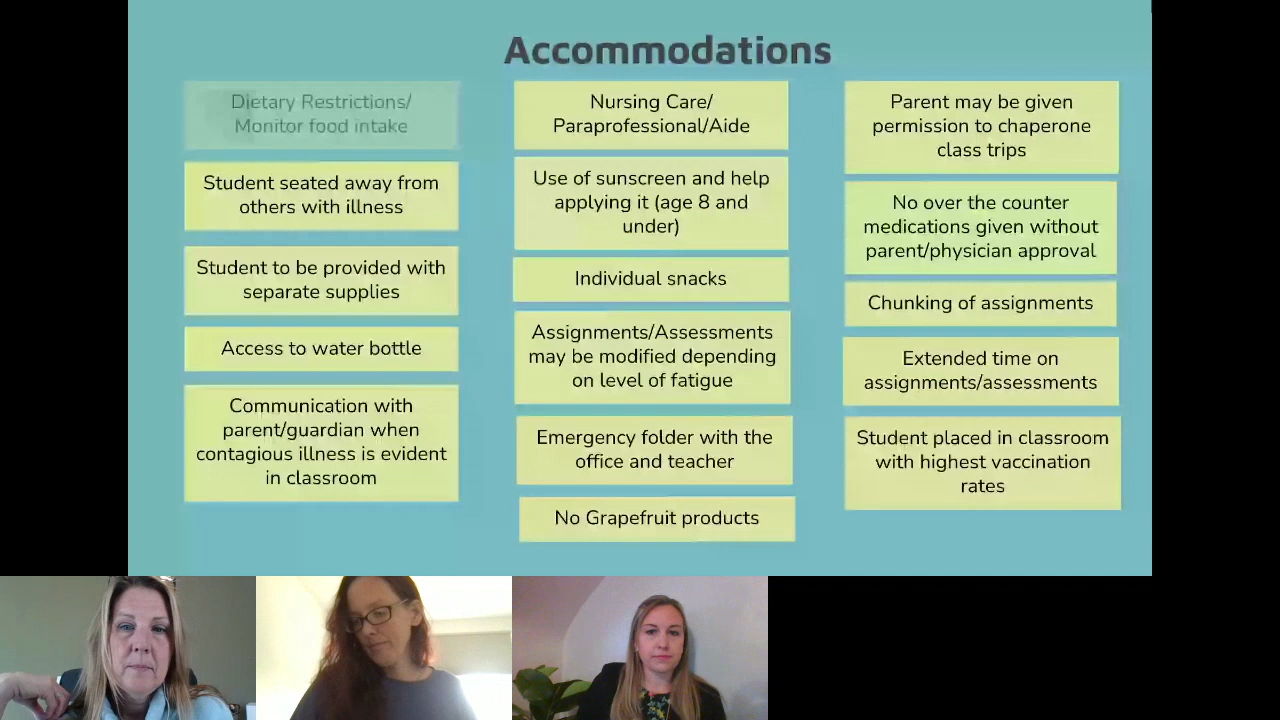 Accommodations
Dietary Restrictions/
Monitor food intake
Student seated away from
others with illness
Student to be provided with
separate supplies
Access to water bottle
Communication with
parent/guardian when
contagious illness is evident
in classroom
Nursing Care/
Paraprofessional/Aide
Use of sunscreen and help
applying it (age 8 and
under)
Individual snacks
Assignments/Assessments
may be modified depending
on level of fatigue
Emergency folder with the
office and teacher
No Grapefruit products
Parent may be given
permission to chaperone
class trips
No over the counter
medications given without
parent/physician approval
Chunking of assignments
Extended time on
assignments/assessments
Student placed in classroom
with highest vaccination
rates